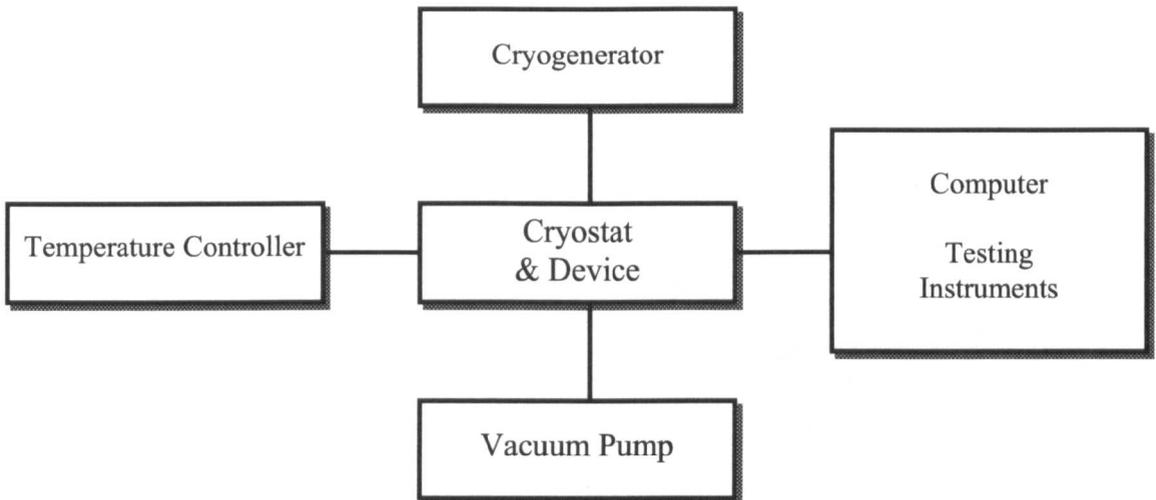 Cryogenerator
Temperature Controller
Cryostat
& Device
Computer
Testing
Instruments
Vacuum Pump